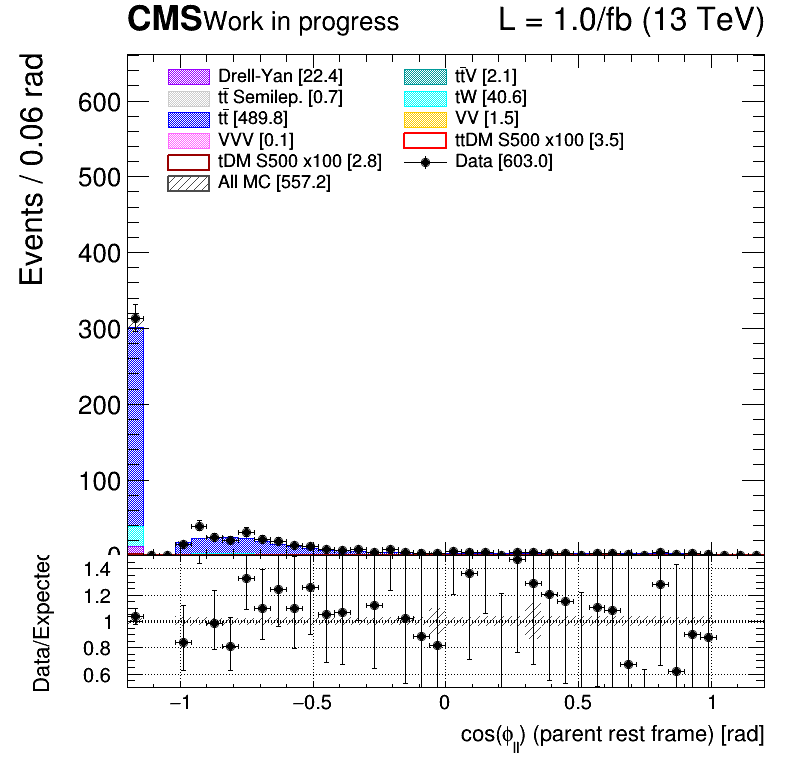 CMS Work in progress L = 1.0/fb (13 TeV)
Events / 0.06 rad
Drell-Yan [22.4] tt̄V [2.1]
tt̄ Semilep. [0.7] tW [40.6]
tt̄ [489.8] VV [1.5]
VVV [0.1] ttDM S500 x100 [3.5]
tDM S500 x100 [2.8] Data [603.0]
All MC [557.2]
600
500
400
300
200
100
0
Data/Expected
1.4
1.2
1
0.8
0.6
−1 −0.5 0 0.5 1
cos(ϕ_ll) (parent rest frame) [rad]